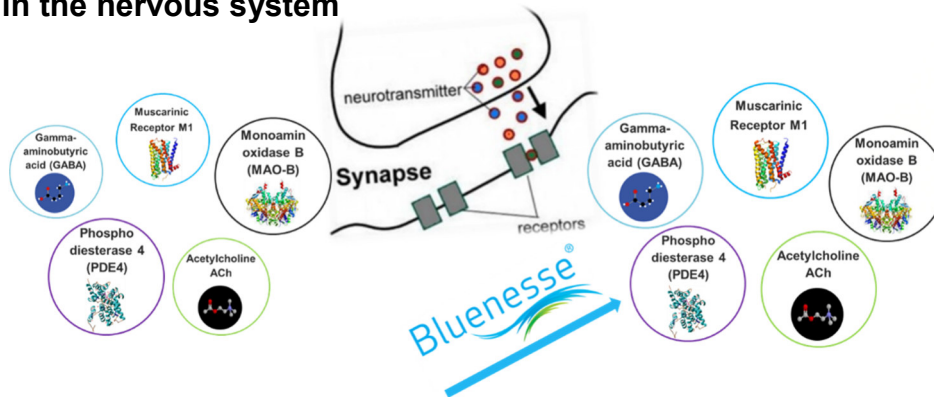 in the nervous system
Gamma-
aminobutyric
acid (GABA)
Muscarinic
Receptor M1
Monoamin
oxidase B
(MAO-B)
Phospho
diesterase 4
(PDE4)
Acetylcholine
ACh
neurotransmitter
Synapse
receptors
Bluenesse®
Gamma-
aminobutyric
acid (GABA)
Muscarinic
Receptor M1
Monoamin
oxidase B
(MAO-B)
Phospho
diesterase 4
(PDE4)
Acetylcholine
ACh